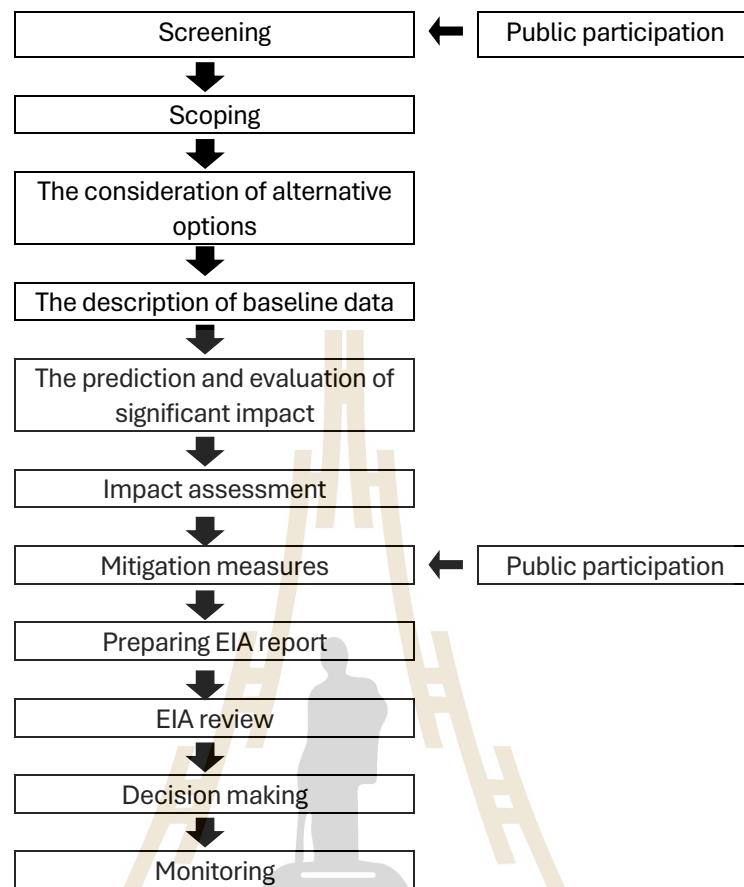 Screening
Public participation
Scoping
The consideration of alternative
options
The description of baseline data
The prediction and evaluation of
significant impact
Impact assessment
Mitigation measures
Public participation
Preparing EIA report
EIA review
Decision making
Monitoring